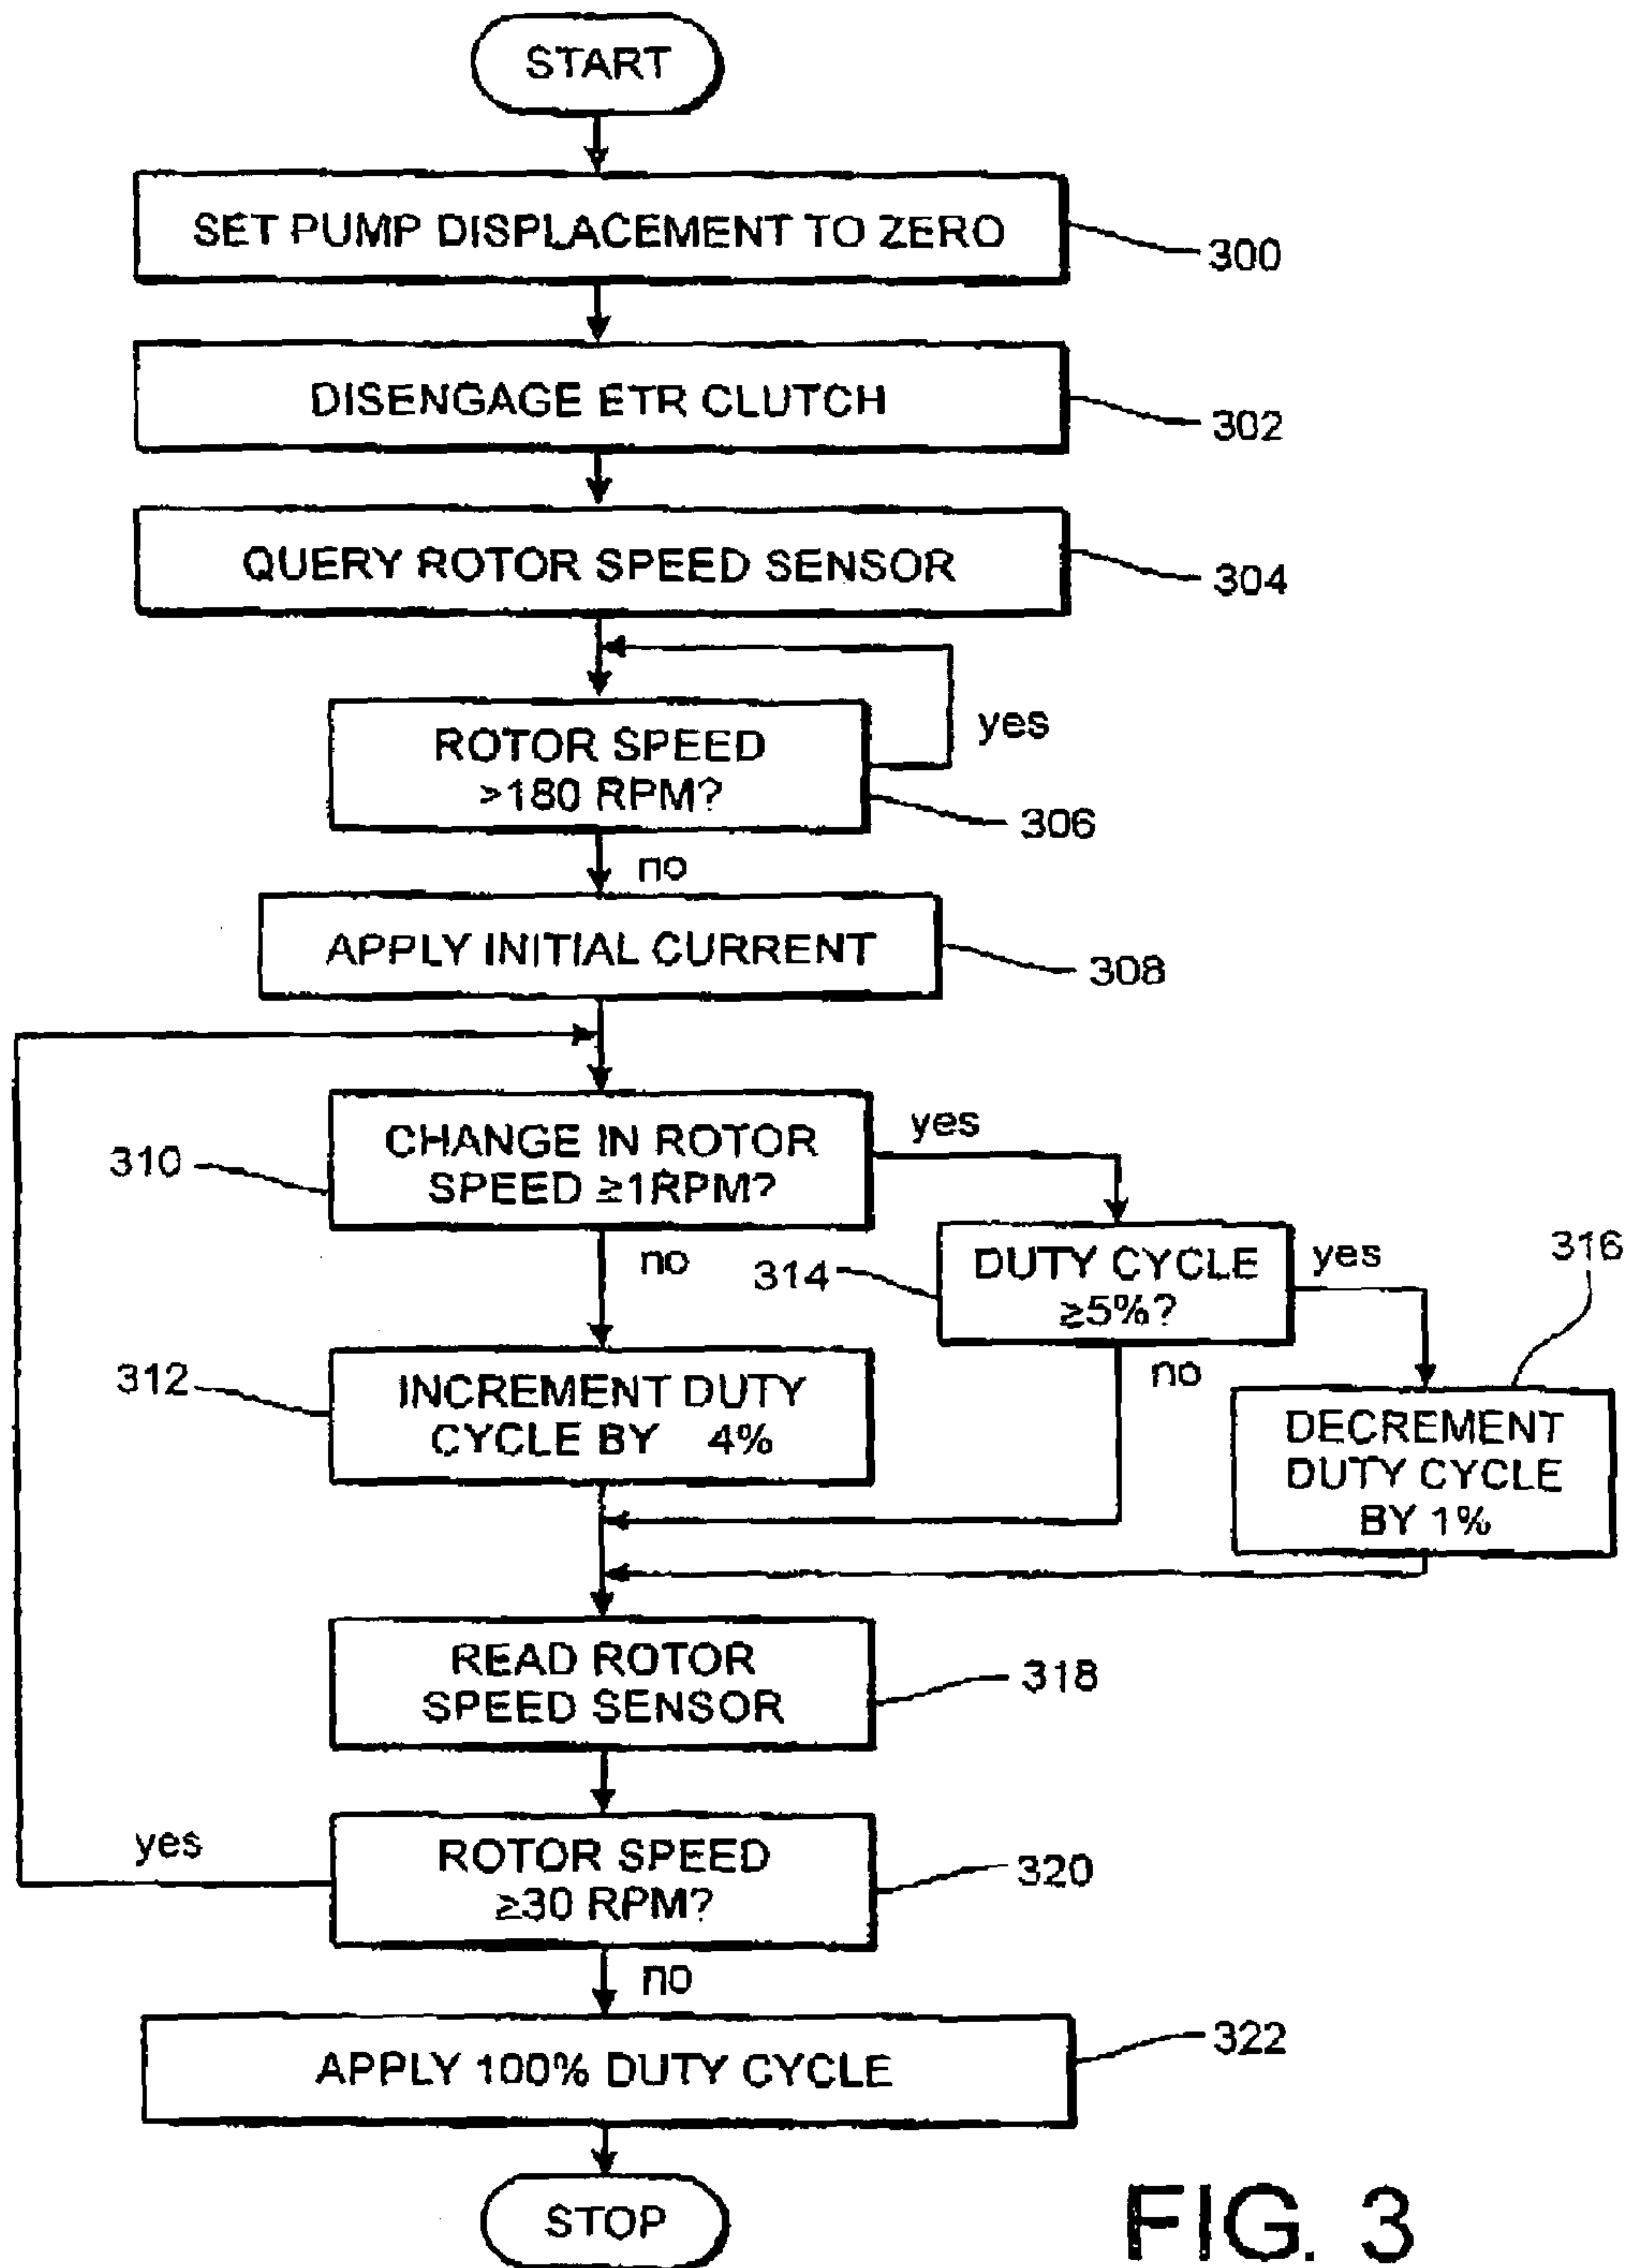 START
SET PUMP DISPLACEMENT TO ZERO
300
DISENGAGE ETR CLUTCH
302
QUERY ROTOR SPEED SENSOR
304
ROTOR SPEED
>180 RPM?
yes
306
no
APPLY INITIAL CURRENT
308
310
CHANGE IN ROTOR
SPEED ≥1RPM?
yes
no
314
DUTY CYCLE
≥5%?
yes
316
no
312
INCREMENT DUTY
CYCLE BY 4%
DECREMENT
DUTY CYCLE
BY 1%
READ ROTOR
SPEED SENSOR
318
yes
ROTOR SPEED
≥30 RPM?
320
no
APPLY 100% DUTY CYCLE
322
STOP
FIG. 3